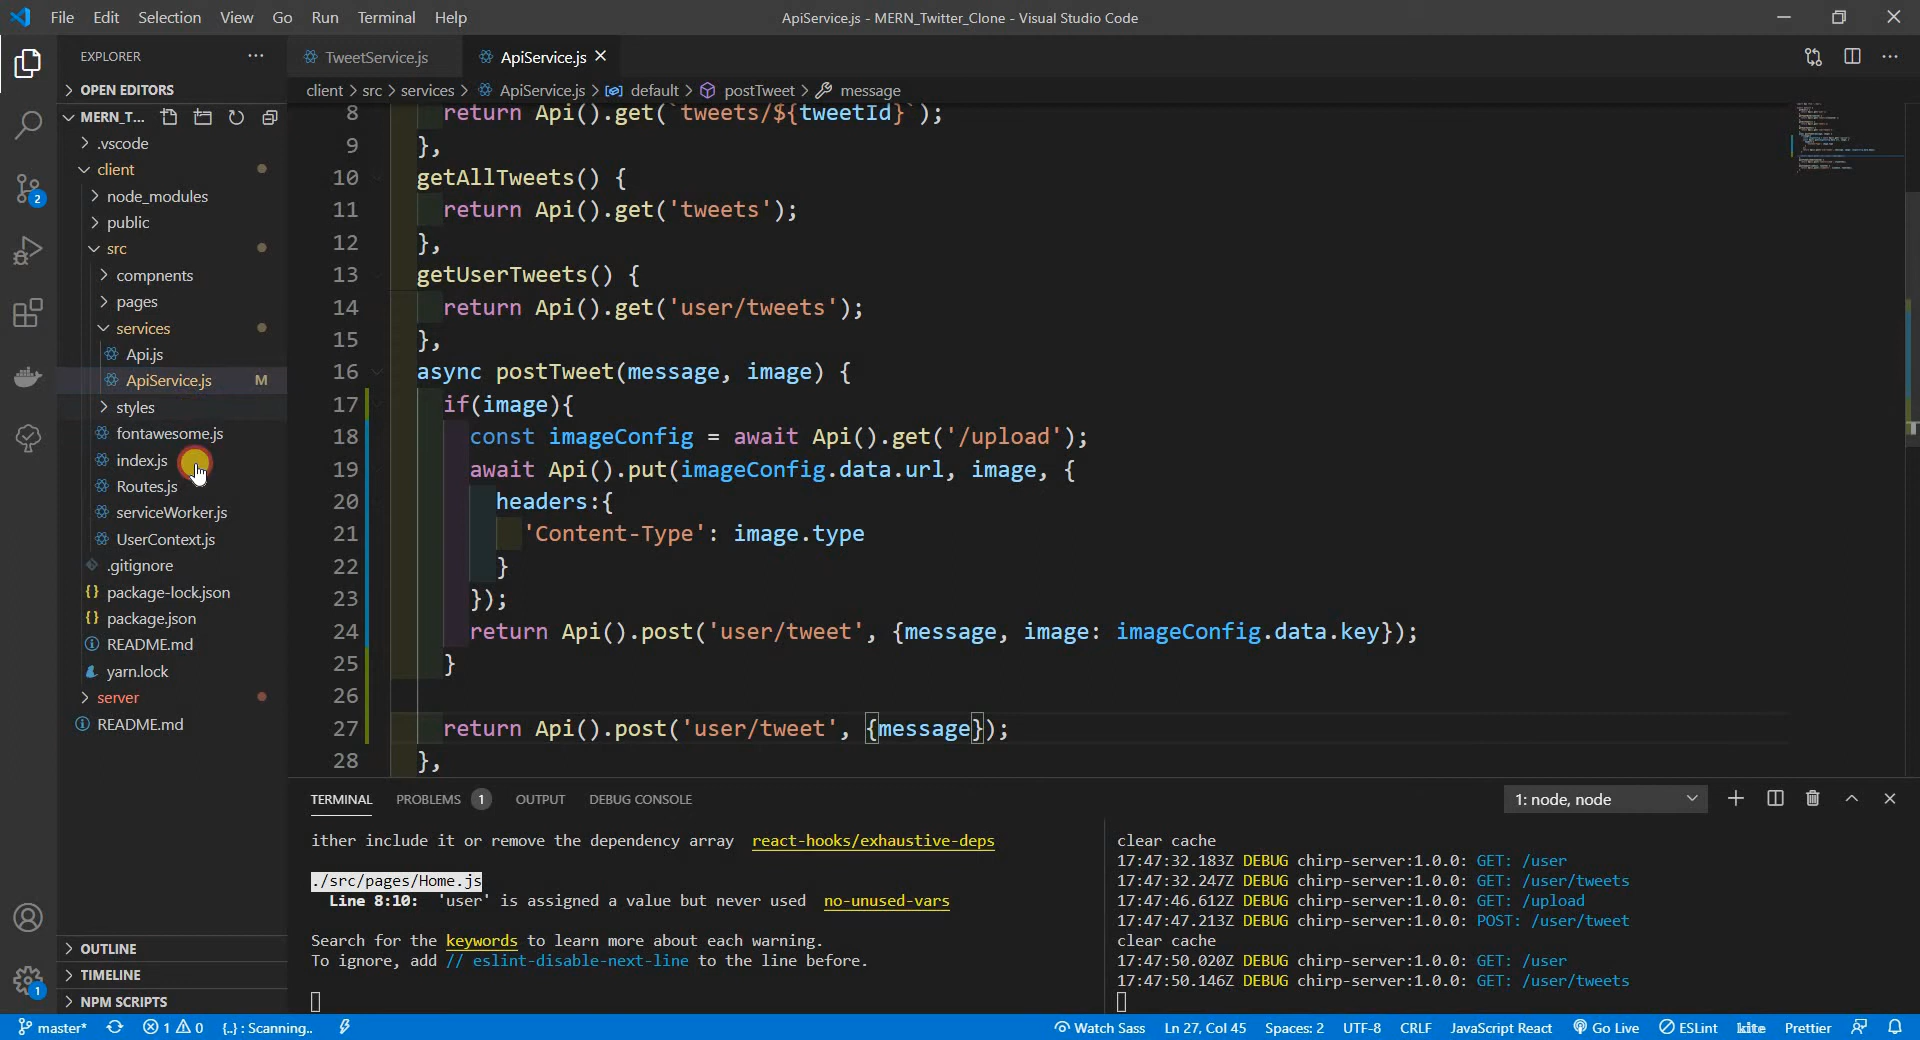 File Edit Selection View Go Run Terminal Help
ApiService.js - MERN_Twitter_Clone - Visual Studio Code
EXPLORER
OPEN EDITORS
MERN_T...
.vscode
client
node_modules
public
src
compnents
pages
services
Api.js
ApiService.js M
styles
fontawesome.js
index.js
Routes.js
serviceWorker.js
UserContext.js
.gitignore
package-lock.json
package.json
README.md
yarn.lock
server
README.md
OUTLINE
TIMELINE
NPM SCRIPTS
2
1
TweetService.js ApiService.js
client > src > services > ApiService.js > default > postTweet > message
8 return Api().get(`tweets/${tweetId}`);
9 },
10 getAllTweets() {
11 return Api().get('tweets');
12 },
13 getUserTweets() {
14 return Api().get('user/tweets');
15 },
16 async postTweet(message, image) {
17 if(image){
18 const imageConfig = await Api().get('/upload');
19 await Api().put(imageConfig.data.url, image, {
20 headers:{
21 'Content-Type': image.type
22 }
23 });
24 return Api().post('user/tweet', {message, image: imageConfig.data.key});
25 }
26
27 return Api().post('user/tweet', {message});
28 },
TERMINAL PROBLEMS 1 OUTPUT DEBUG CONSOLE
1: node, node
ither include it or remove the dependency array react-hooks/exhaustive-deps
./src/pages/Home.js
Line 8:10: 'user' is assigned a value but never used no-unused-vars
Search for the keywords to learn more about each warning.
To ignore, add // eslint-disable-next-line to the line before.
clear cache
17:47:32.183Z DEBUG chirp-server:1.0.0: GET: /user
17:47:32.247Z DEBUG chirp-server:1.0.0: GET: /user/tweets
17:47:46.612Z DEBUG chirp-server:1.0.0: GET: /upload
17:47:47.213Z DEBUG chirp-server:1.0.0: POST: /user/tweet
clear cache
17:47:50.020Z DEBUG chirp-server:1.0.0: GET: /user
17:47:50.146Z DEBUG chirp-server:1.0.0: GET: /user/tweets
master* 1 0 {..} : Scanning.. Watch Sass Ln 27, Col 45 Spaces: 2 UTF-8 CRLF JavaScript React Go Live ESLint kite Prettier